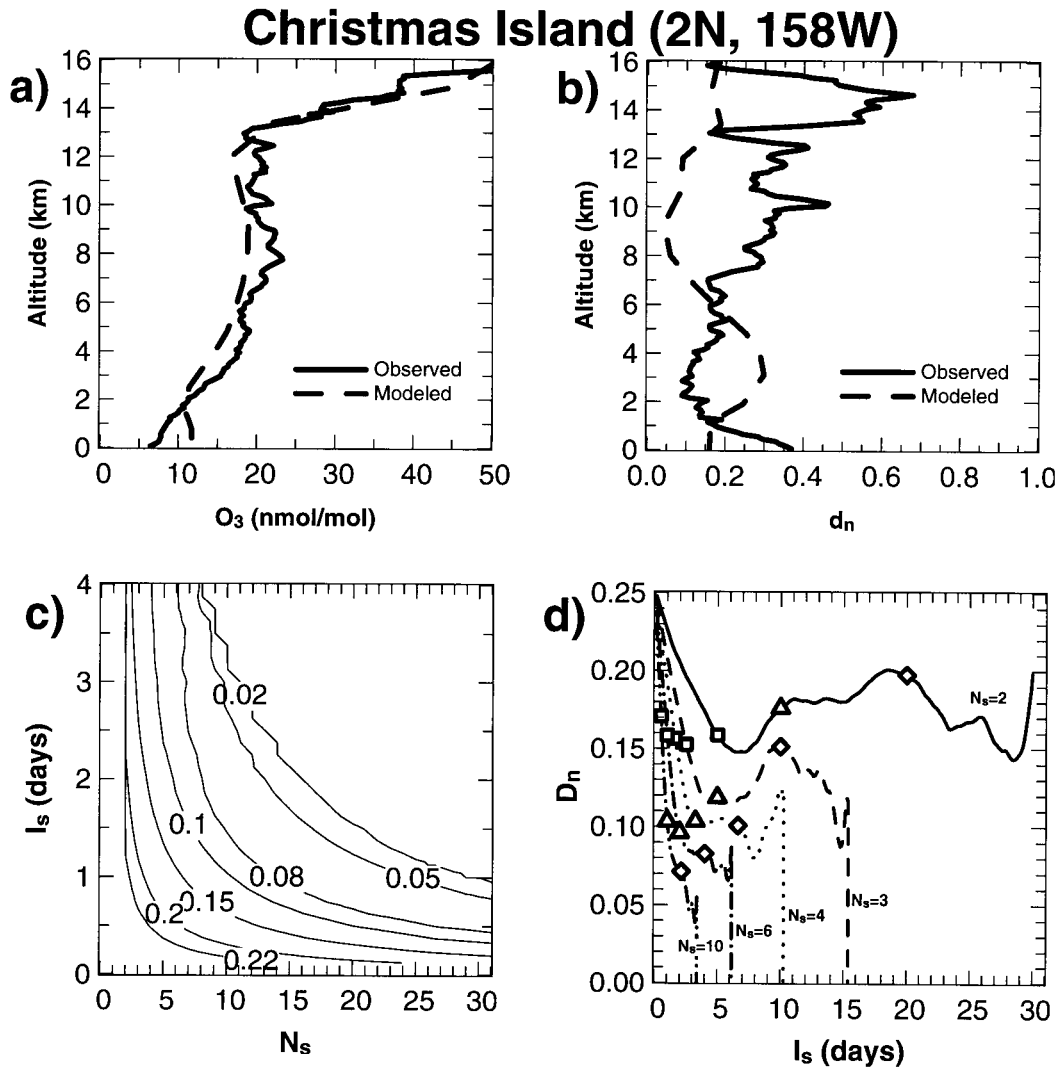 Christmas Island (2N, 158W)
a)
16
14
12
10
8
6
4
2
0
Altitude (km)
Observed
Modeled
0 10 20 30 40 50
O₃ (nmol/mol)
b)
16
14
12
10
8
6
4
2
0
Altitude (km)
Observed
Modeled
0.0 0.2 0.4 0.6 0.8 1.0
dₙ
c)
4
3
2
1
0
Iₛ (days)
0.02
0.1
0.08
0.05
0.15
0.2
0.22
0 5 10 15 20 25 30
Nₛ
d)
0.25
0.20
0.15
0.10
0.05
0.00
Dₙ
Nₛ=2
Nₛ=10
Nₛ=6
Nₛ=4
Nₛ=3
0 5 10 15 20 25 30
Iₛ (days)